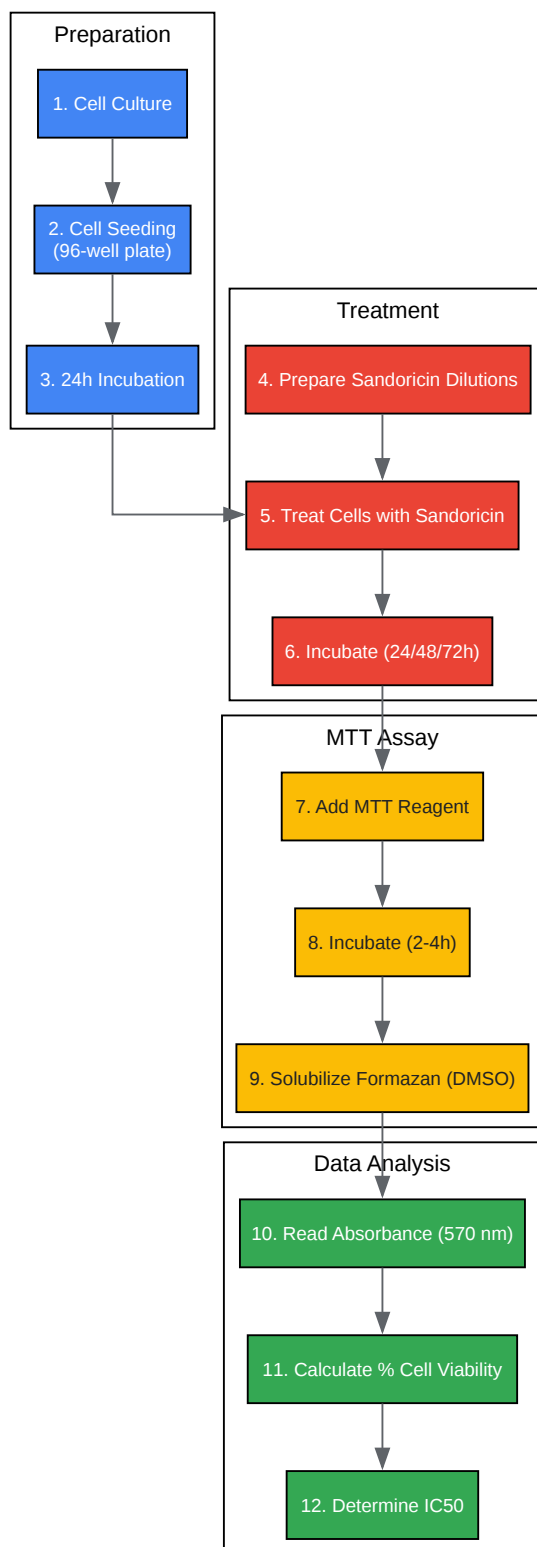 Preparation
1. Cell Culture
2. Cell Seeding
(96-well plate)
3. 24h Incubation
Treatment
4. Prepare Sandoricin Dilutions
5. Treat Cells with Sandoricin
6. Incubate (24/48/72h)
MTT Assay
7. Add MTT Reagent
8. Incubate (2-4h)
9. Solubilize Formazan (DMSO)
Data Analysis
10. Read Absorbance (570 nm)
11. Calculate % Cell Viability
12. Determine IC50